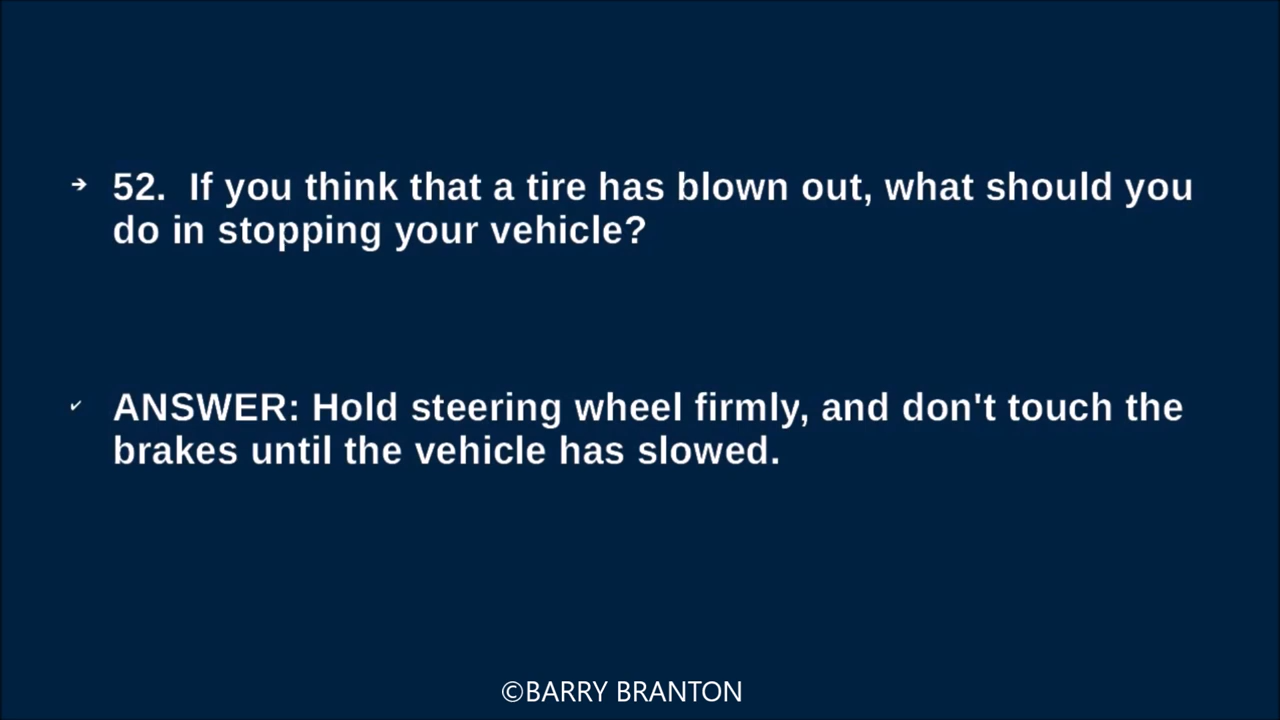 ➔ 52.  If you think that a tire has blown out, what should you
do in stopping your vehicle?
✓ ANSWER: Hold steering wheel firmly, and don't touch the
brakes until the vehicle has slowed.
©BARRY BRANTON